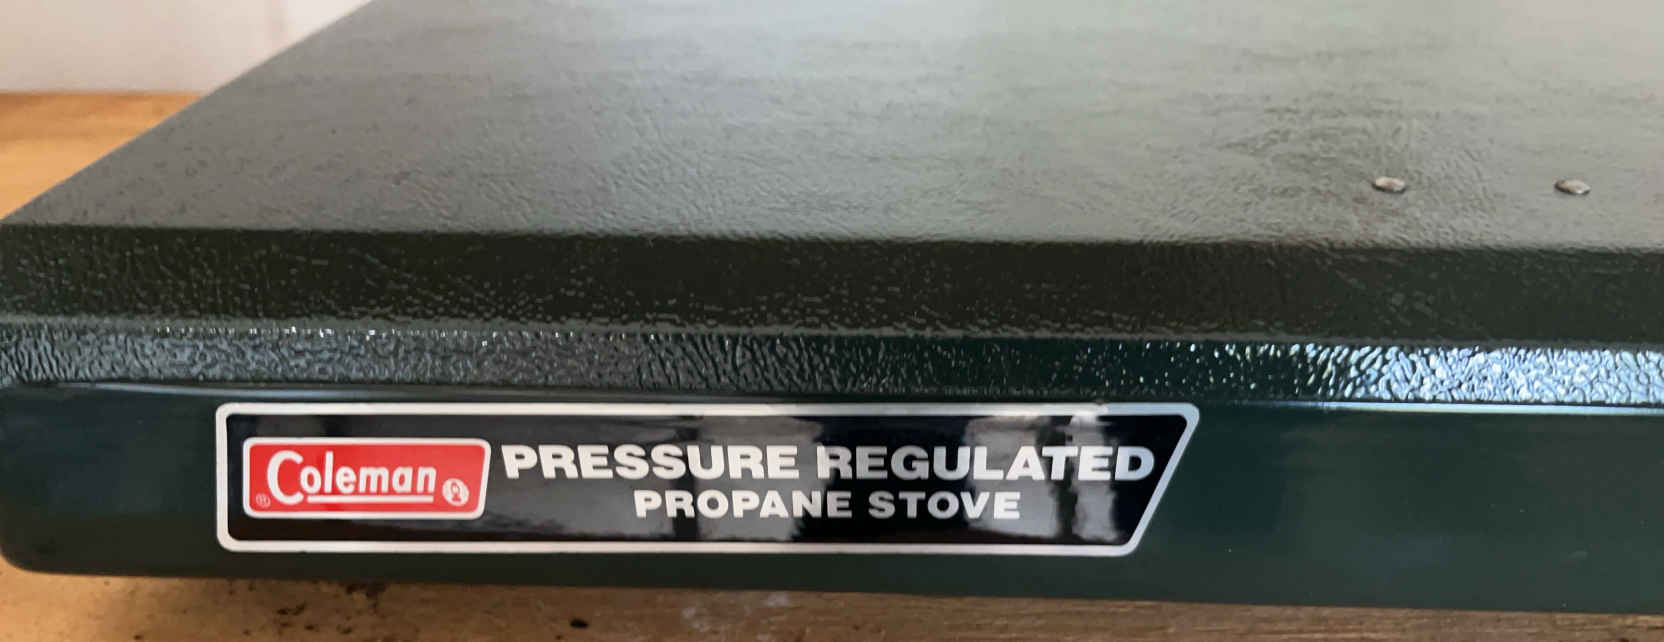 Coleman ®
PRESSURE REGULATED
PROPANE STOVE